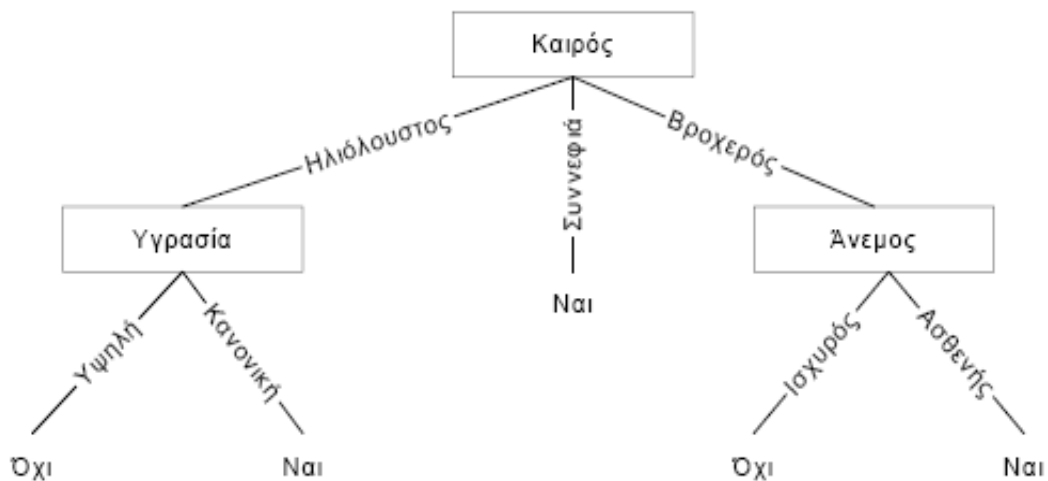 Καιρός
Ηλιόλουστος
Συννεφιά
Βροχερός
Υγρασία
Άνεμος
Ναι
Υψηλή
Κανονική
Ισχυρός
Ασθενής
Όχι
Ναι
Όχι
Ναι